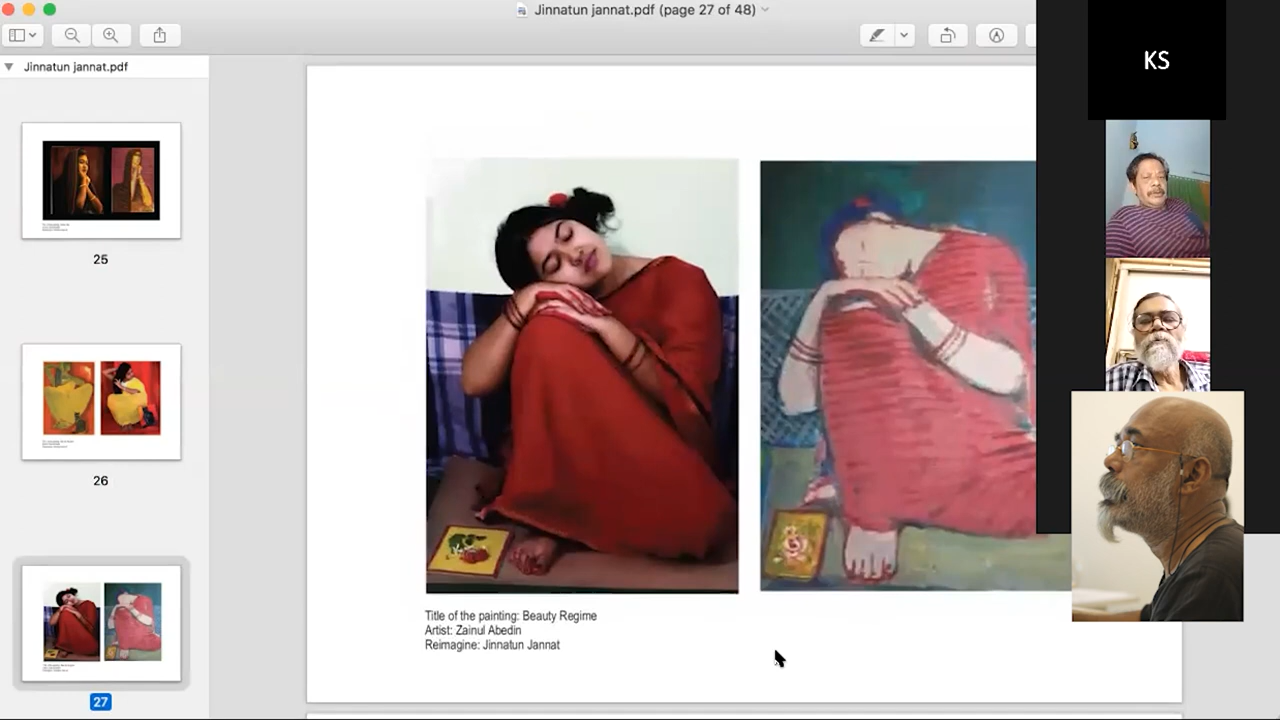 Jinnatun jannat.pdf (page 27 of 48)
Jinnatun jannat.pdf
25
26
27
Title of the painting: Beauty Regime
Artist: Zainul Abedin
Reimagine: Jinnatun Jannat
KS